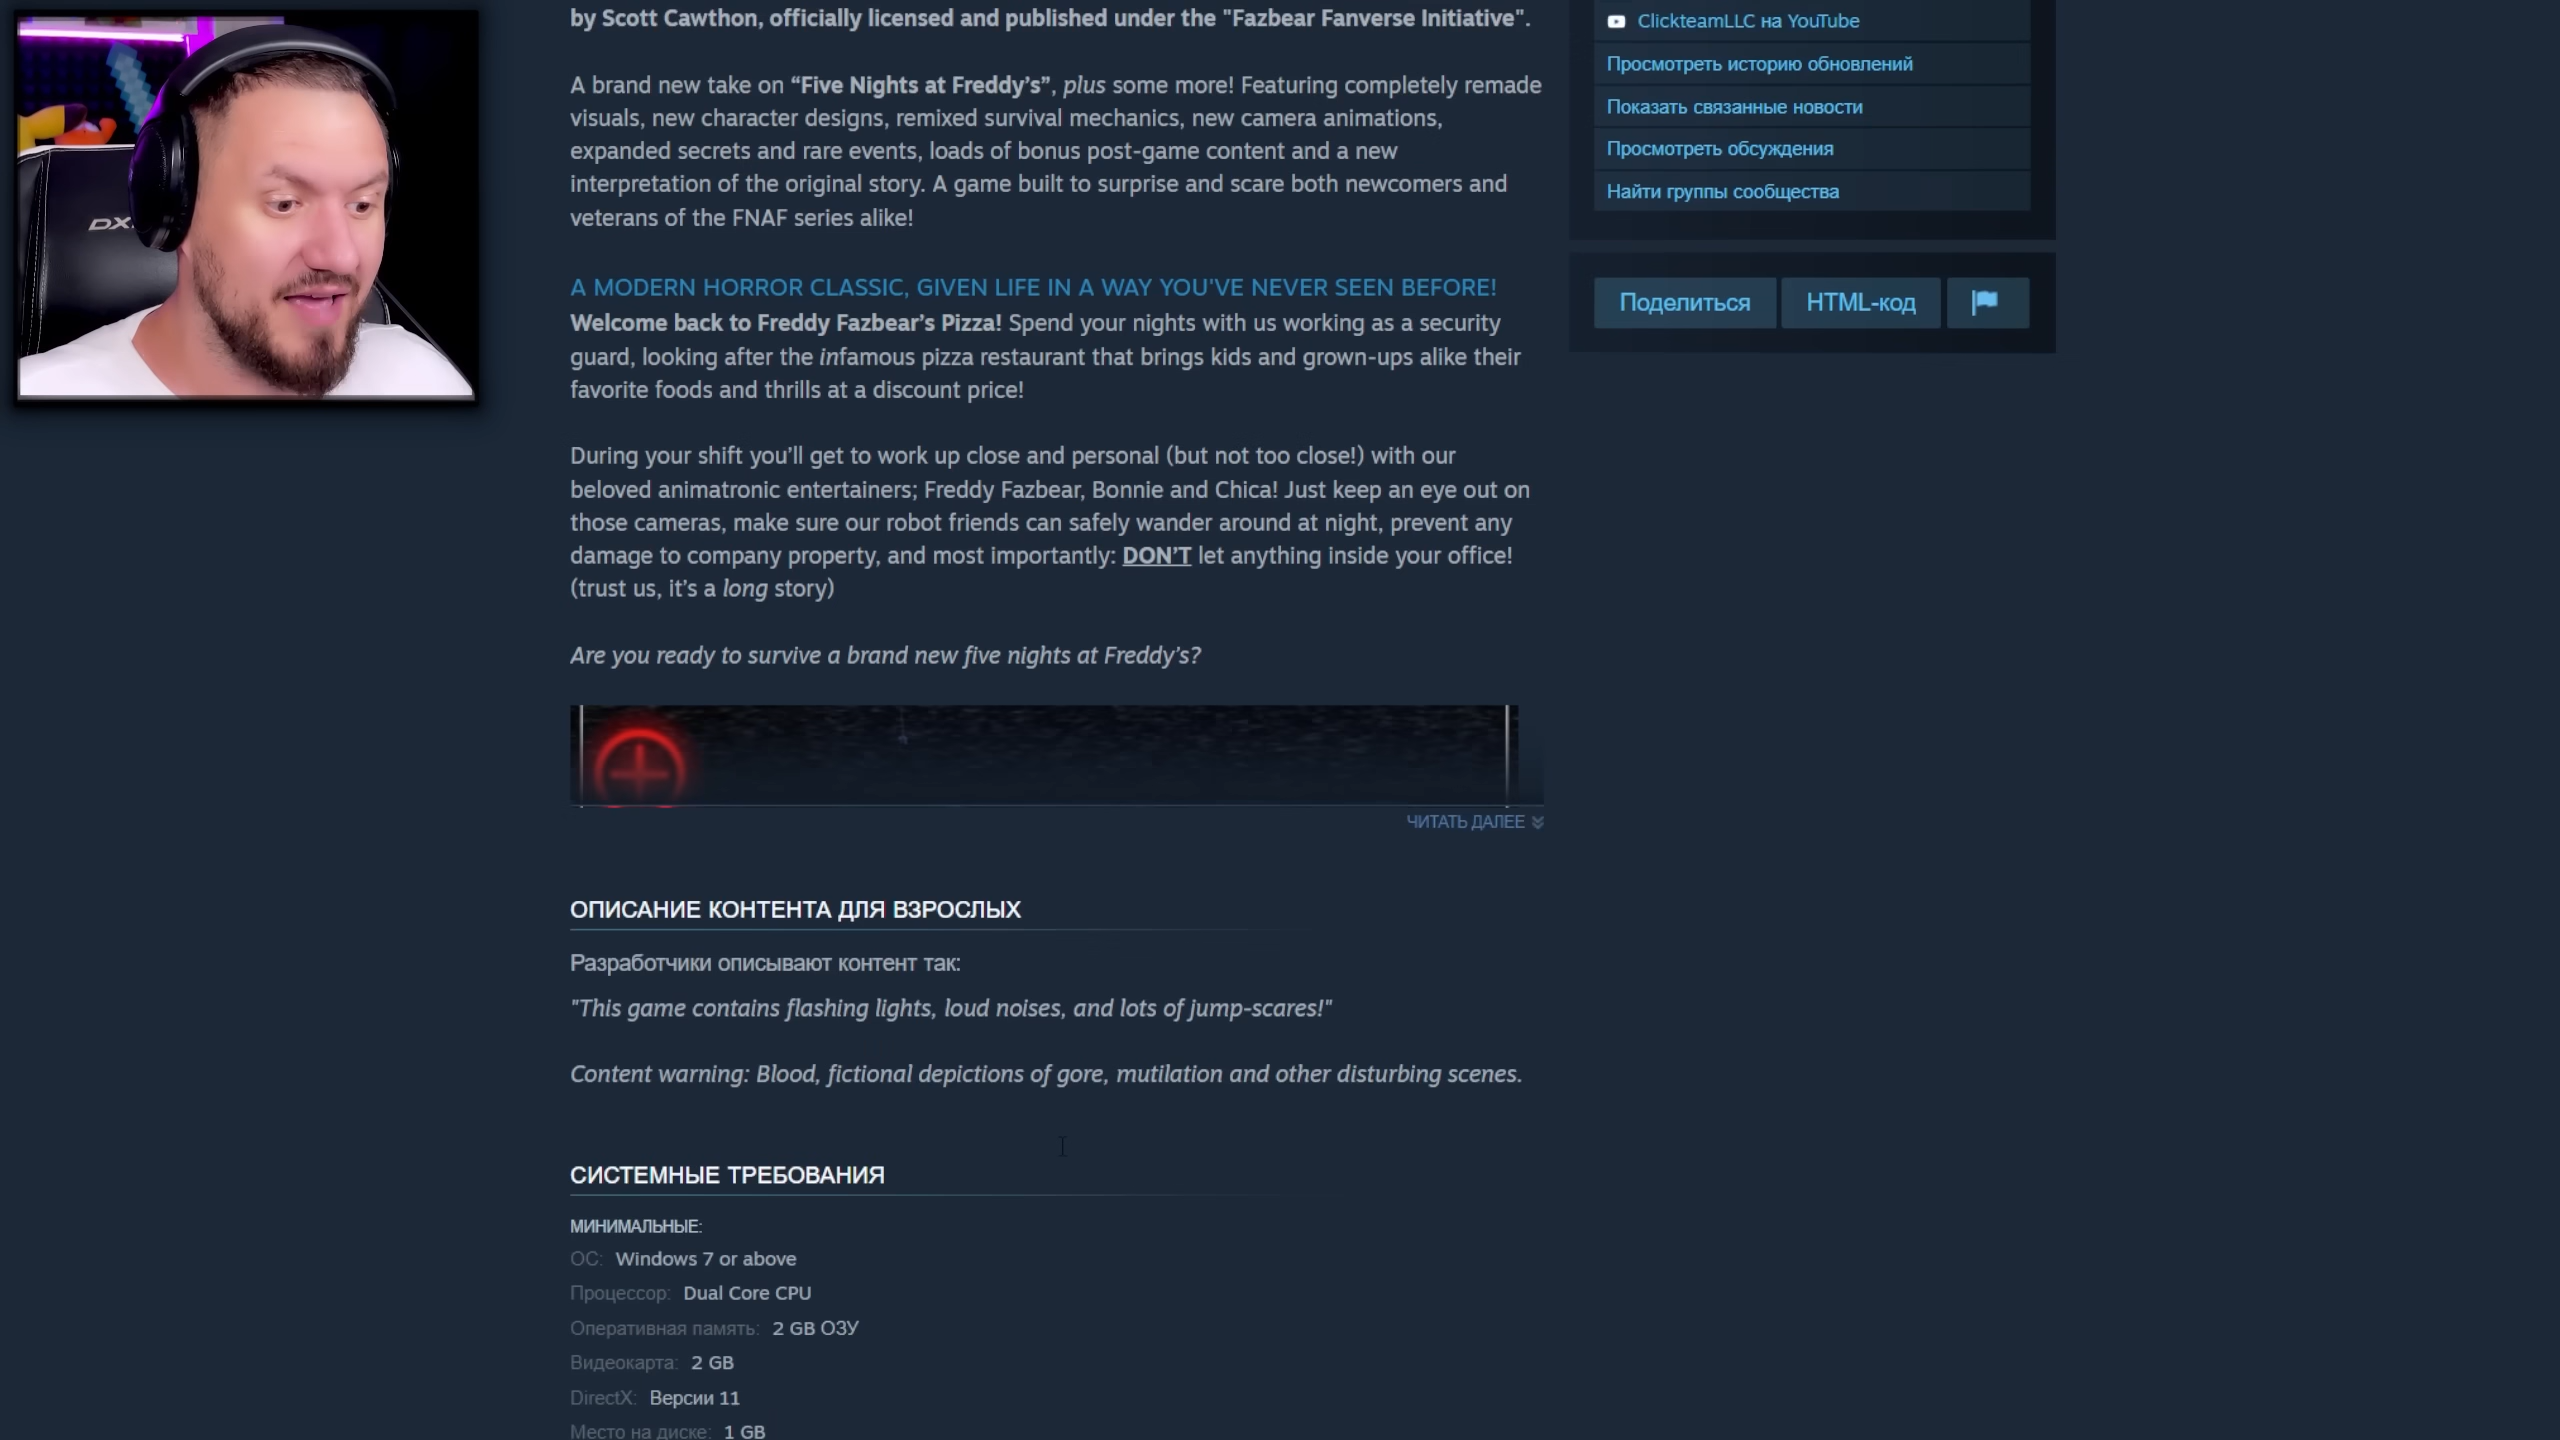 by Scott Cawthon, officially licensed and published under the "Fazbear Fanverse Initiative".
A brand new take on “Five Nights at Freddy’s”, plus some more! Featuring completely remade
visuals, new character designs, remixed survival mechanics, new camera animations,
expanded secrets and rare events, loads of bonus post-game content and a new
interpretation of the original story. A game built to surprise and scare both newcomers and
veterans of the FNAF series alike!
A MODERN HORROR CLASSIC, GIVEN LIFE IN A WAY YOU'VE NEVER SEEN BEFORE!
Welcome back to Freddy Fazbear’s Pizza! Spend your nights with us working as a security
guard, looking after the infamous pizza restaurant that brings kids and grown-ups alike their
favorite foods and thrills at a discount price!
During your shift you’ll get to work up close and personal (but not too close!) with our
beloved animatronic entertainers; Freddy Fazbear, Bonnie and Chica! Just keep an eye out on
those cameras, make sure our robot friends can safely wander around at night, prevent any
damage to company property, and most importantly: DON’T let anything inside your office!
(trust us, it’s a long story)
Are you ready to survive a brand new five nights at Freddy’s?
ЧИТАТЬ ДАЛЕЕ
ОПИСАНИЕ КОНТЕНТА ДЛЯ ВЗРОСЛЫХ
Разработчики описывают контент так:
"This game contains flashing lights, loud noises, and lots of jump-scares!"
Content warning: Blood, fictional depictions of gore, mutilation and other disturbing scenes.
СИСТЕМНЫЕ ТРЕБОВАНИЯ
МИНИМАЛЬНЫЕ:
ОС: Windows 7 or above
Процессор: Dual Core CPU
Оперативная память: 2 GB ОЗУ
Видеокарта: 2 GB
DirectX: Версии 11
Место на диске: 1 GB
ClickteamLLC на YouTube
Просмотреть историю обновлений
Показать связанные новости
Просмотреть обсуждения
Найти группы сообщества
Поделиться
HTML-код